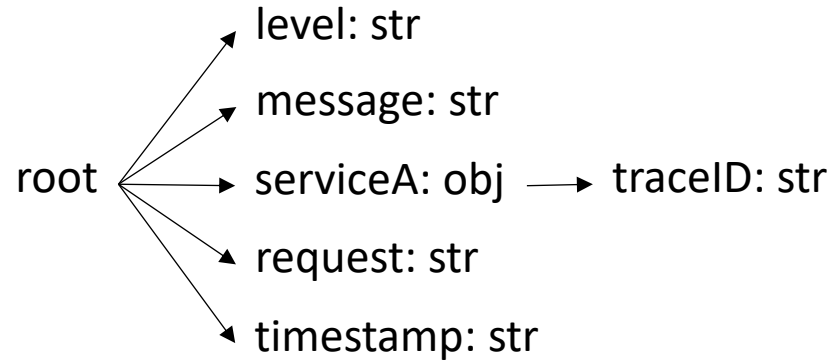 level: str
message: str
root
serviceA: obj
traceID: str
request: str
timestamp: str